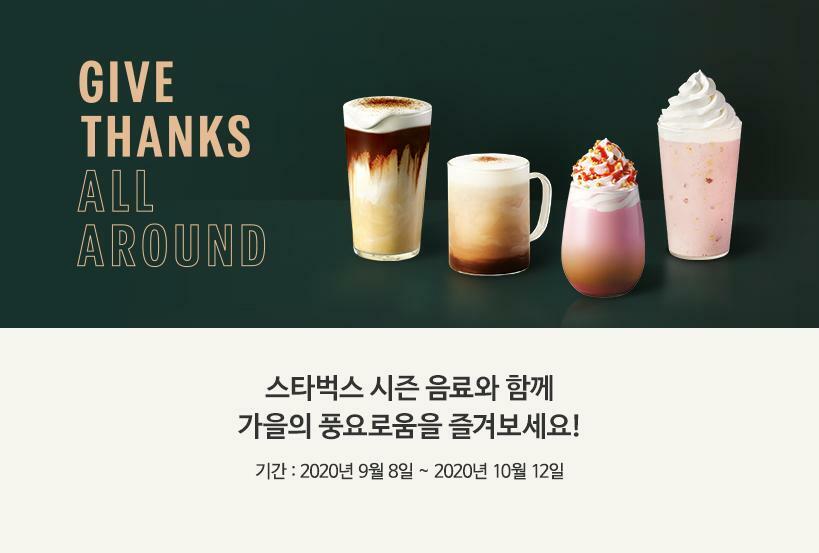 GIVE
THANKS
ALL
AROUND
스타벅스 시즌 음료와 함께
가을의 풍요로움을 즐겨보세요!
기간 : 2020년 9월 8일 ~ 2020년 10월 12일